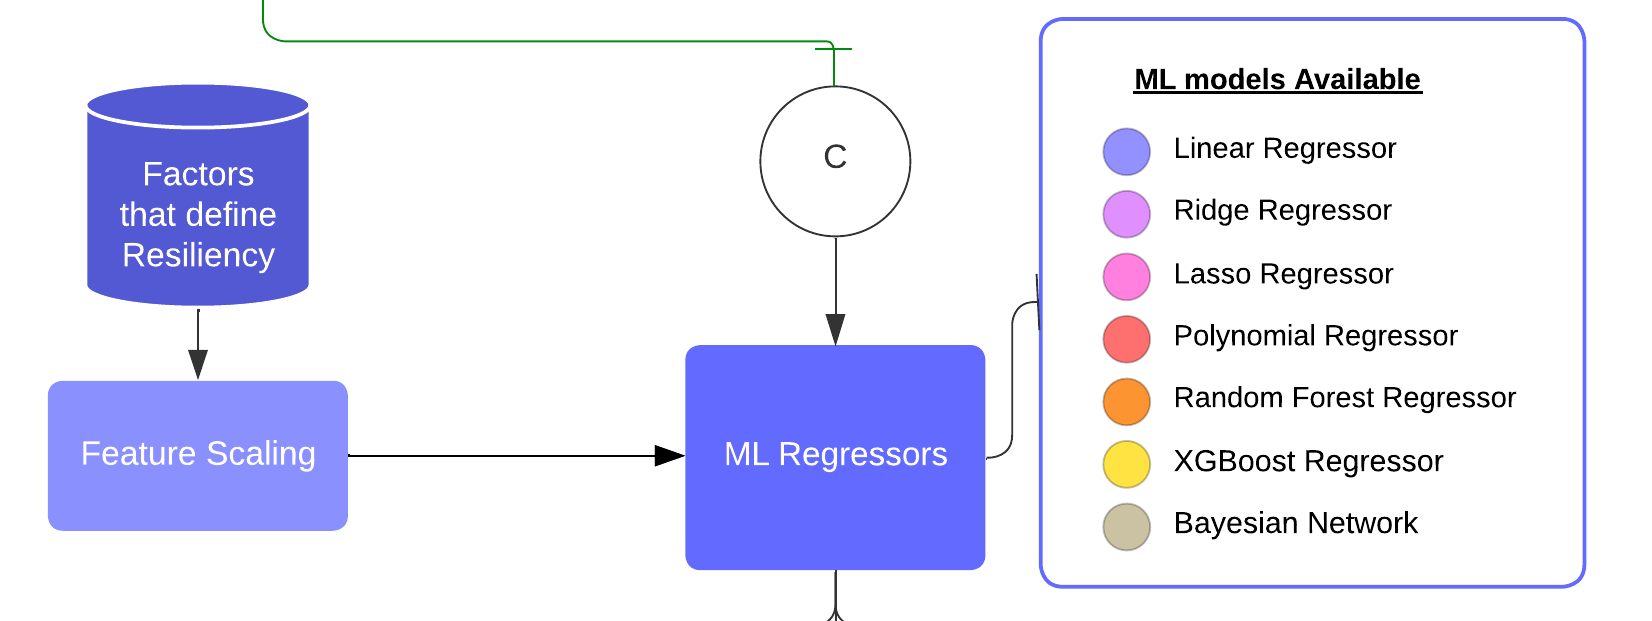 Factors
that define
Resiliency
Feature Scaling
C
ML Regressors
ML models Available
Linear Regressor
Ridge Regressor
Lasso Regressor
Polynomial Regressor
Random Forest Regressor
XGBoost Regressor
Bayesian Network